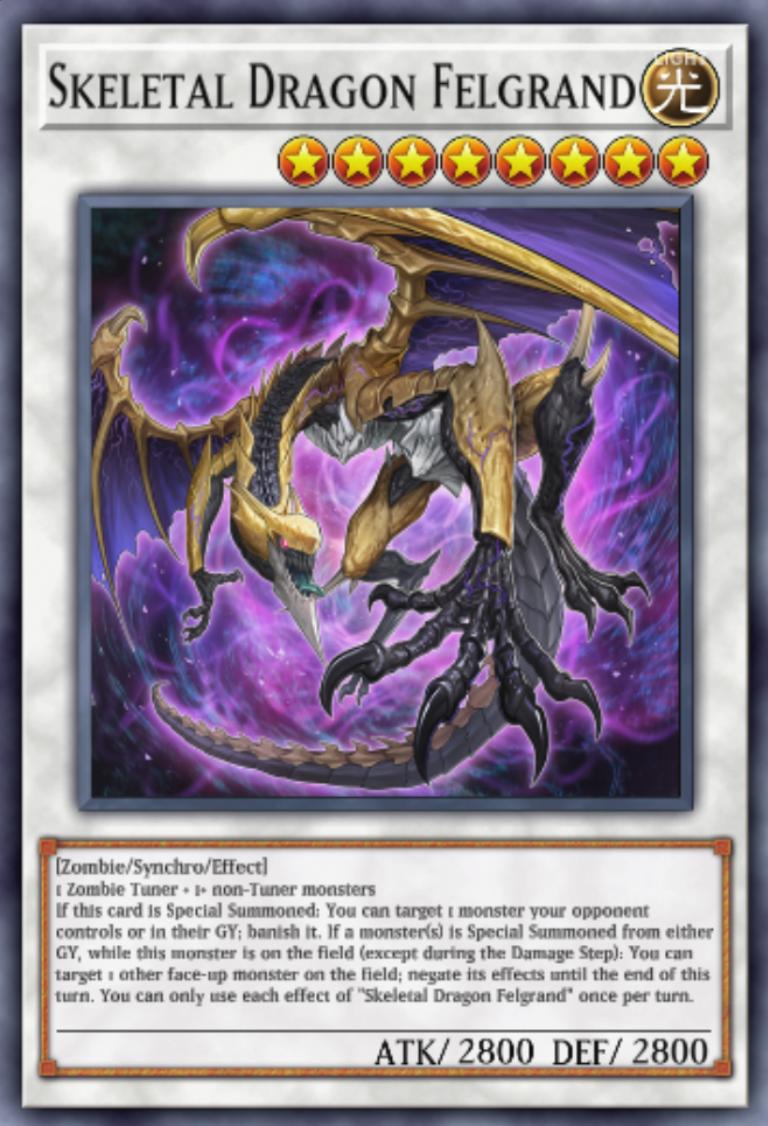 SKELETAL DRAGON FELGRAND
LIGHT
光
[Zombie/Synchro/Effect]
1 Zombie Tuner + 1+ non-Tuner monsters
If this card is Special Summoned: You can target 1 monster your opponent
controls or in their GY; banish it. If a monster(s) is Special Summoned from either
GY, while this monster is on the field (except during the Damage Step): You can
target 1 other face-up monster on the field; negate its effects until the end of this
turn. You can only use each effect of "Skeletal Dragon Felgrand" once per turn.
ATK/ 2800 DEF/ 2800